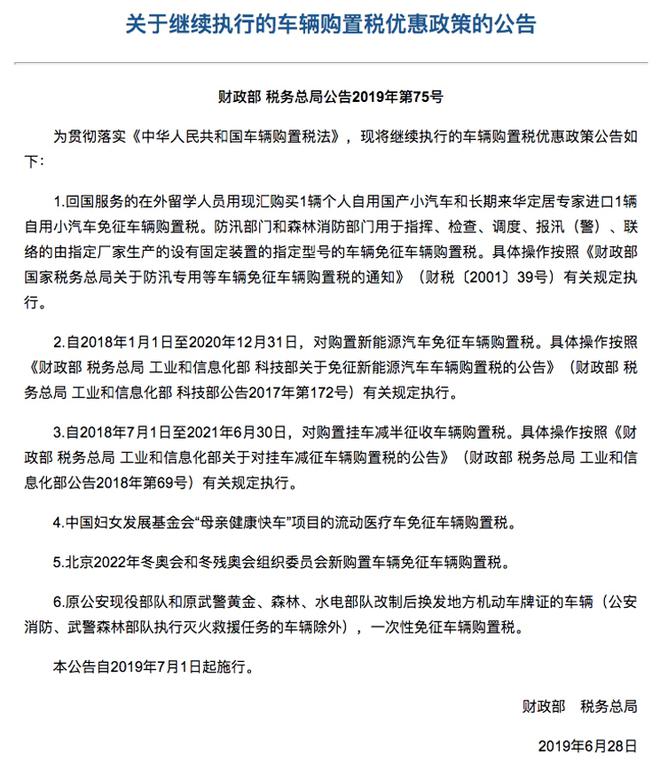 关于继续执行的车辆购置税优惠政策的公告
财政部 税务总局公告2019年第75号
为贯彻落实《中华人民共和国车辆购置税法》，现将继续执行的车辆购置税优惠政策公告如
下：
1.回国服务的在外留学人员用现汇购买1辆个人自用国产小汽车和长期来华定居专家进口1辆
自用小汽车免征车辆购置税。防汛部门和森林消防部门用于指挥、检查、调度、报汛（警）、联
络的由指定厂家生产的设有固定装置的指定型号的车辆免征车辆购置税。具体操作按照《财政部
国家税务总局关于防汛专用等车辆免征车辆购置税的通知》（财税〔2001〕39号）有关规定执
行。
2.自2018年1月1日至2020年12月31日，对购置新能源汽车免征车辆购置税。具体操作按照
《财政部 税务总局 工业和信息化部 科技部关于免征新能源汽车车辆购置税的公告》（财政部 税
务总局 工业和信息化部 科技部公告2017年第172号）有关规定执行。
3.自2018年7月1日至2021年6月30日，对购置挂车减半征收车辆购置税。具体操作按照《财
政部 税务总局 工业和信息化部关于对挂车减征车辆购置税的公告》（财政部 税务总局 工业和信
息化部公告2018年第69号）有关规定执行。
4.中国妇女发展基金会“母亲健康快车”项目的流动医疗车免征车辆购置税。
5.北京2022年冬奥会和冬残奥会组织委员会新购置车辆免征车辆购置税。
6.原公安现役部队和原武警黄金、森林、水电部队改制后换发地方机动车牌证的车辆（公安
消防、武警森林部队执行灭火救援任务的车辆除外），一次性免征车辆购置税。
本公告自2019年7月1日起施行。
财政部 税务总局
2019年6月28日